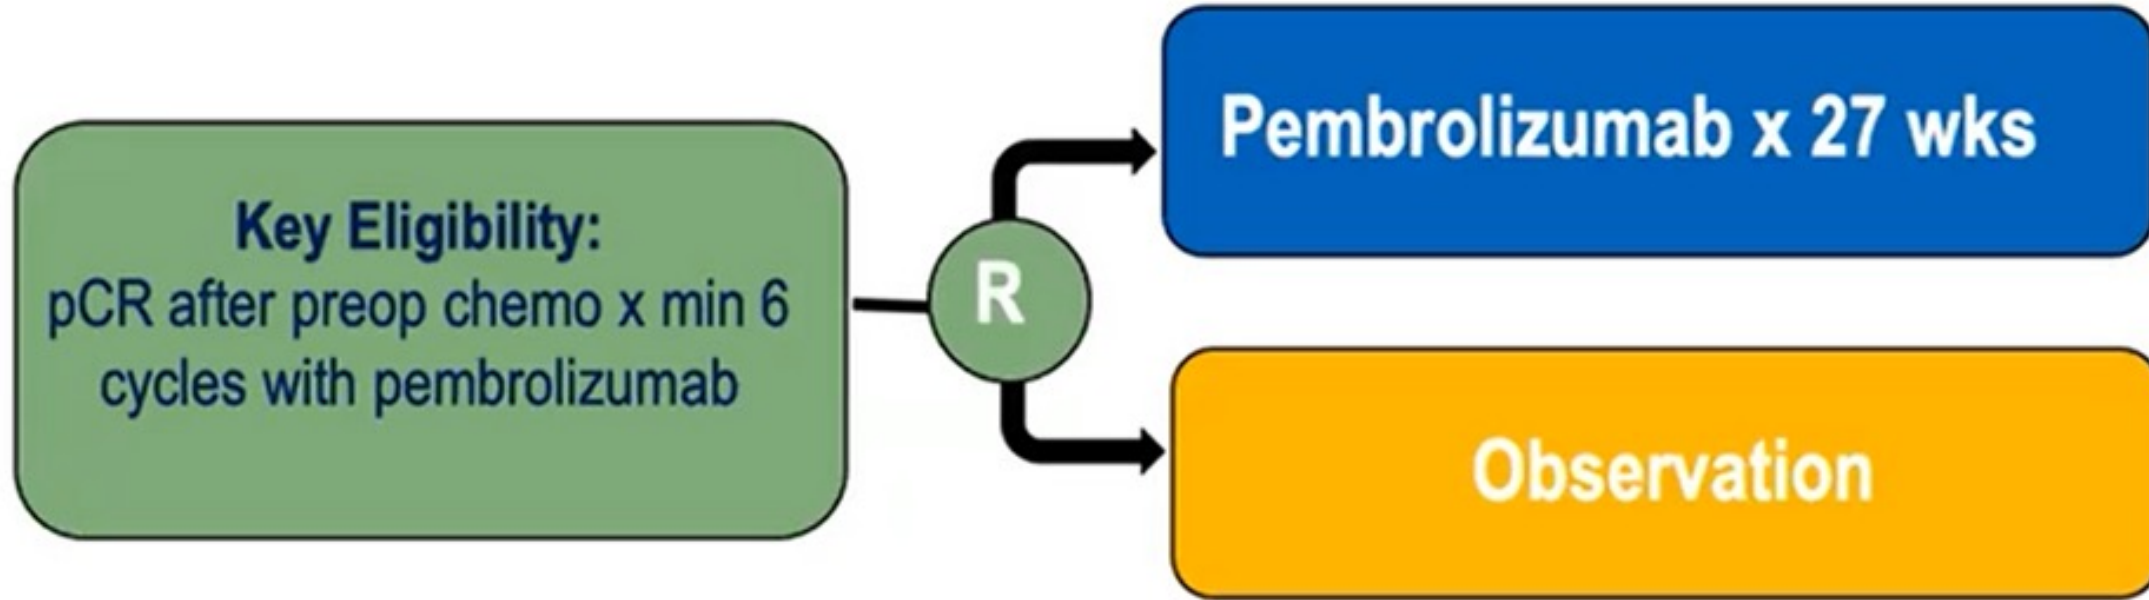 Key Eligibility:
pCR after preop chemo x min 6
cycles with pembrolizumab
R
Pembrolizumab x 27 wks
Observation